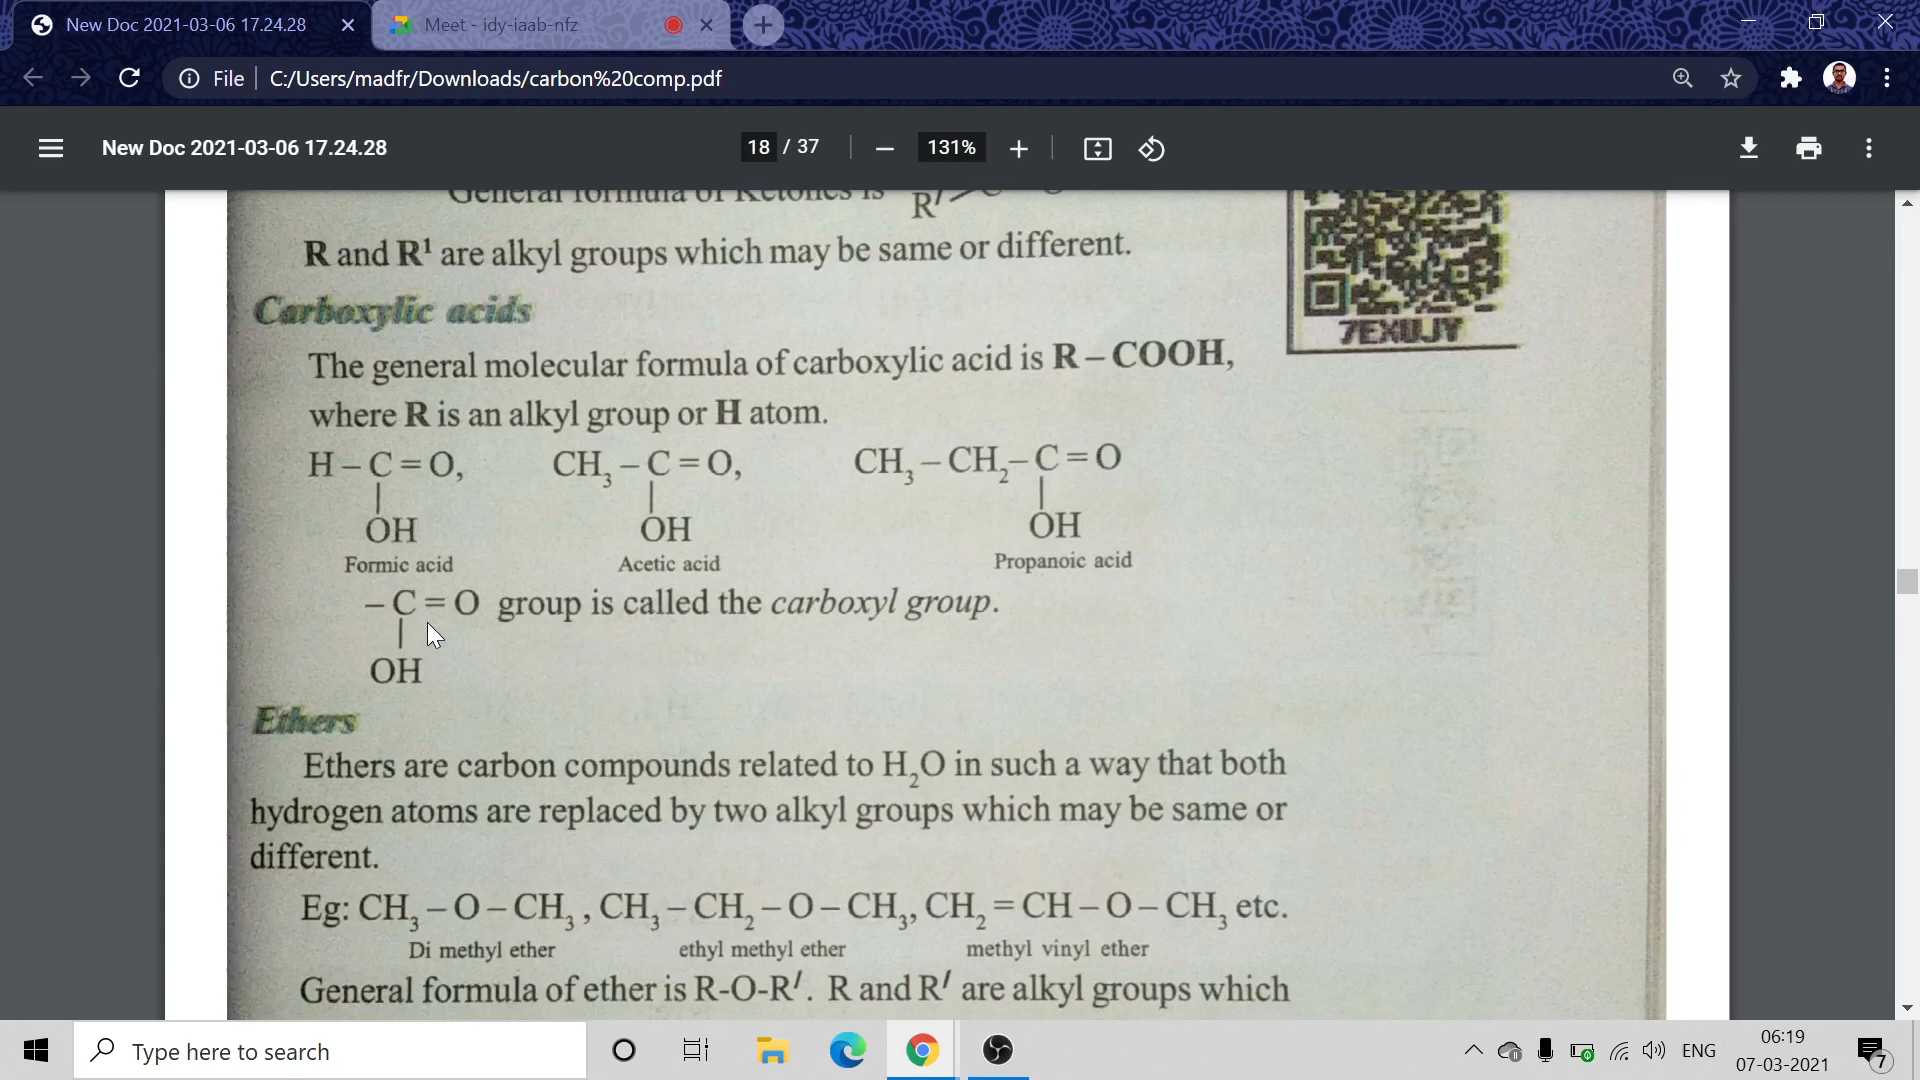 New Doc 2021-03-06 17.24.28
Meet - idy-iaab-nfz
File
C:/Users/madfr/Downloads/carbon%20comp.pdf
New Doc 2021-03-06 17.24.28
18 / 37
131%
General formula of Ketones is R/ C O
R and R¹ are alkyl groups which may be same or different.
7EXUJY
Carboxylic acids
The general molecular formula of carboxylic acid is R – COOH,
where R is an alkyl group or H atom.
H – C = O, CH₃ – C = O, CH₃ – CH₂ – C = O
| | |
OH OH OH
Formic acid Acetic acid Propanoic acid
– C = O group is called the carboxyl group.
|
OH
Ethers
Ethers are carbon compounds related to H₂O in such a way that both
hydrogen atoms are replaced by two alkyl groups which may be same or
different.
Eg: CH₃ – O – CH₃ , CH₃ – CH₂ – O – CH₃, CH₂ = CH – O – CH₃ etc.
Di methyl ether ethyl methyl ether methyl vinyl ether
General formula of ether is R-O-R/. R and R/ are alkyl groups which
Type here to search
ENG
06:19
07-03-2021
7